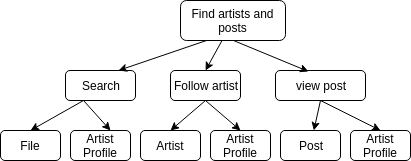 Find artists and
posts
Search
Follow artist
view post
File
Artist
Profile
Artist
Artist
Profile
Post
Artist
Profile